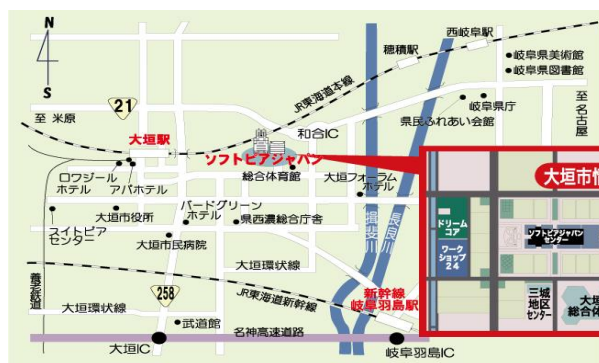 N
S
西岐阜駅
穂積駅
岐阜県美術館
岐阜県図書館
JR東海道本線
21
至 米原
至 名古屋
岐阜県庁
県民ふれあい会館
大垣駅
和合IC
ソフトピアジャパン
ロワジール
ホテル
アパホテル
総合体育館
大垣フォーラム
ホテル
大垣市情
スイトピア
センター
大垣市役所
バードグリーン
ホテル
県西濃総合庁舎
揖斐川
長良川
ドリーム
コア
ワーク
ショップ
24
ソフトピアジャパン
センター
大垣市民病院
養老鉄道
大垣環状線
258
JR東海道新幹線
新幹線
岐阜羽島駅
三城
地区
センター
大垣
総合体
大垣環状線
武道館
名神高速道路
大垣IC
岐阜羽島IC